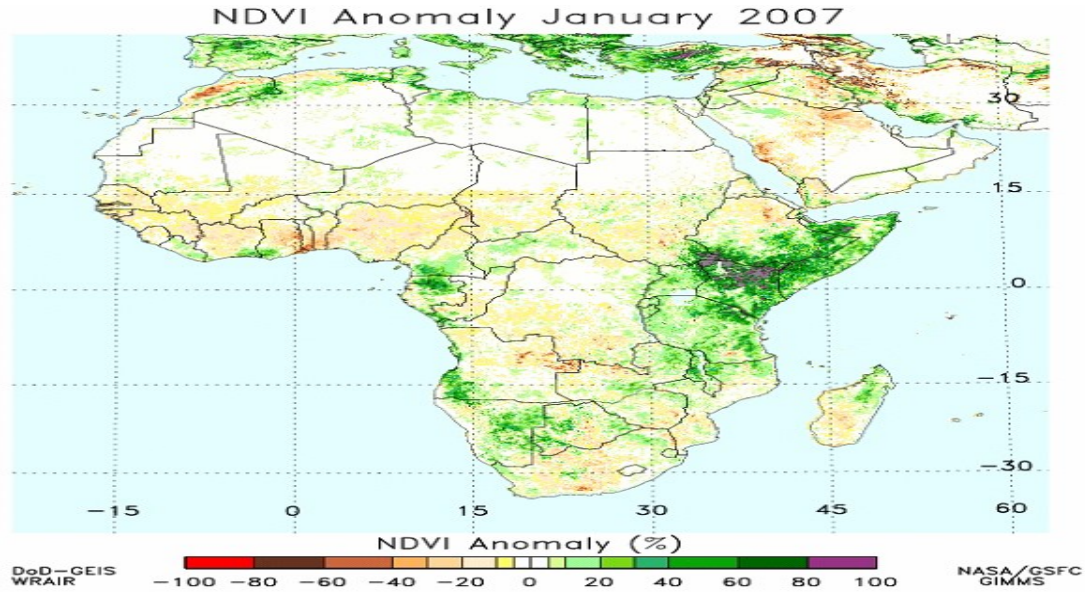 NDVI Anomaly January 2007
30
15
0
−15
−30
−15 0 15 30 45 60
NDVI Anomaly (%)
−100 −80 −60 −40 −20 0 20 40 60 80 100
DoD−GEIS
WRAIR
NASA/GSFC
GIMMS